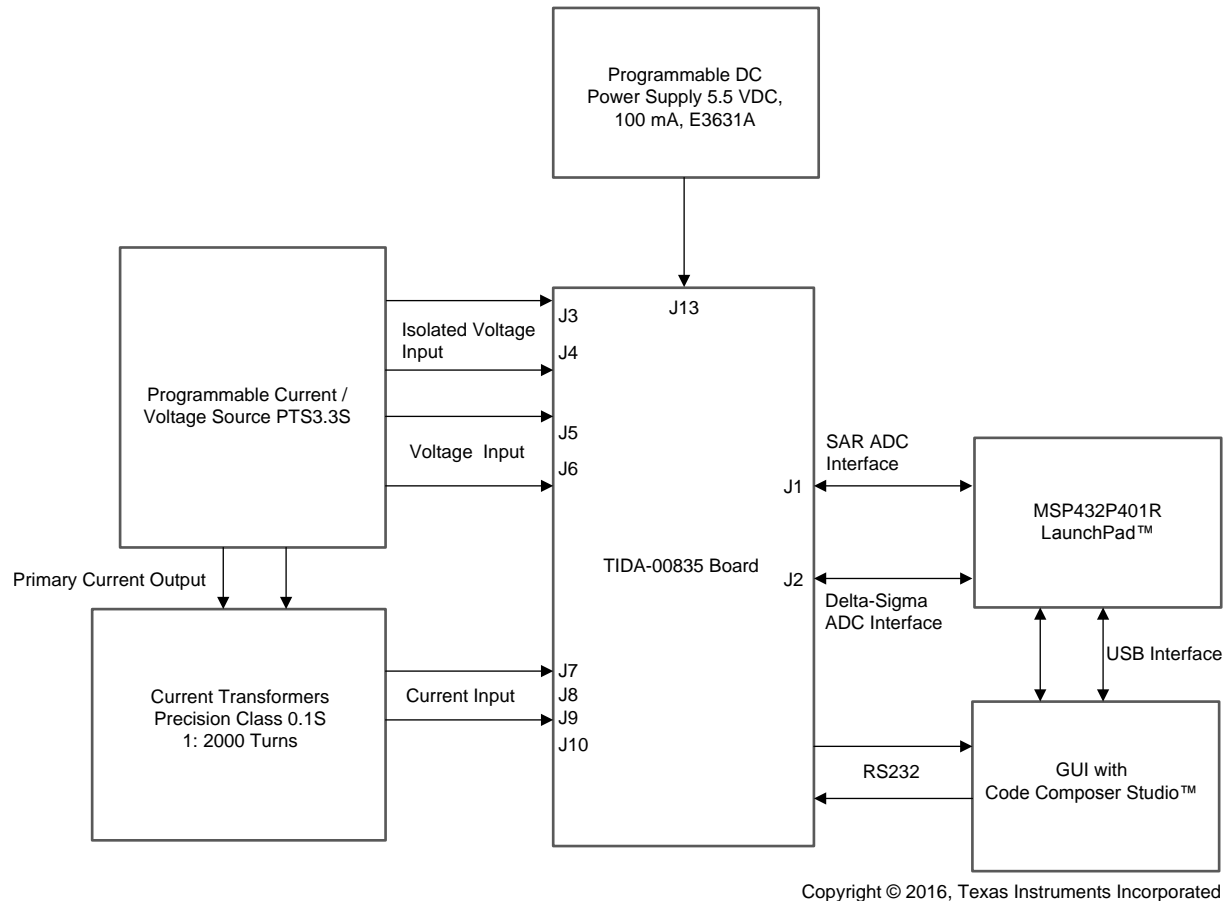 Programmable DC
Power Supply 5.5 VDC,
100 mA, E3631A
J13
Programmable Current /
Voltage Source PTS3.3S
Isolated Voltage
Input
J3
J4
Voltage Input
J5
J6
Primary Current Output
Current Transformers
Precision Class 0.1S
1: 2000 Turns
Current Input
J7
J8
J9
J10
TIDA-00835 Board
J1
SAR ADC
Interface
J2
Delta-Sigma
ADC Interface
MSP432P401R
LaunchPad™
USB Interface
RS232
GUI with
Code Composer Studio™
Copyright © 2016, Texas Instruments Incorporated